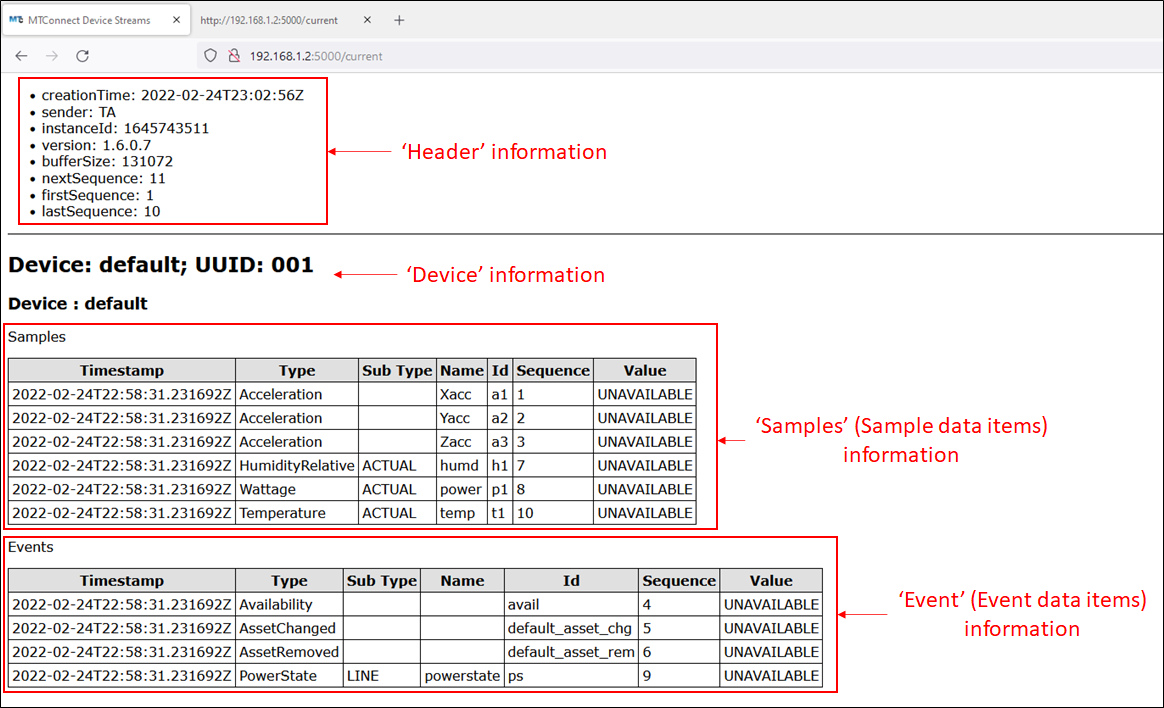 MTConnect Device Streams
http://192.168.1.2:5000/current
192.168.1.2:5000/current
• creationTime: 2022-02-24T23:02:56Z
• sender: TA
• instanceId: 1645743511
• version: 1.6.0.7
• bufferSize: 131072
• nextSequence: 11
• firstSequence: 1
• lastSequence: 10
‘Header’ information
Device: default; UUID: 001
‘Device’ information
Device : default
Samples
Timestamp Type Sub Type Name Id Sequence Value
2022-02-24T22:58:31.231692Z Acceleration Xacc a1 1 UNAVAILABLE
2022-02-24T22:58:31.231692Z Acceleration Yacc a2 2 UNAVAILABLE
2022-02-24T22:58:31.231692Z Acceleration Zacc a3 3 UNAVAILABLE
2022-02-24T22:58:31.231692Z HumidityRelative ACTUAL humd h1 7 UNAVAILABLE
2022-02-24T22:58:31.231692Z Wattage ACTUAL power p1 8 UNAVAILABLE
2022-02-24T22:58:31.231692Z Temperature ACTUAL temp t1 10 UNAVAILABLE
‘Samples’ (Sample data items)
information
Events
Timestamp Type Sub Type Name Id Sequence Value
2022-02-24T22:58:31.231692Z Availability avail 4 UNAVAILABLE
2022-02-24T22:58:31.231692Z AssetChanged default_asset_chg 5 UNAVAILABLE
2022-02-24T22:58:31.231692Z AssetRemoved default_asset_rem 6 UNAVAILABLE
2022-02-24T22:58:31.231692Z PowerState LINE powerstate ps 9 UNAVAILABLE
‘Event’ (Event data items)
information